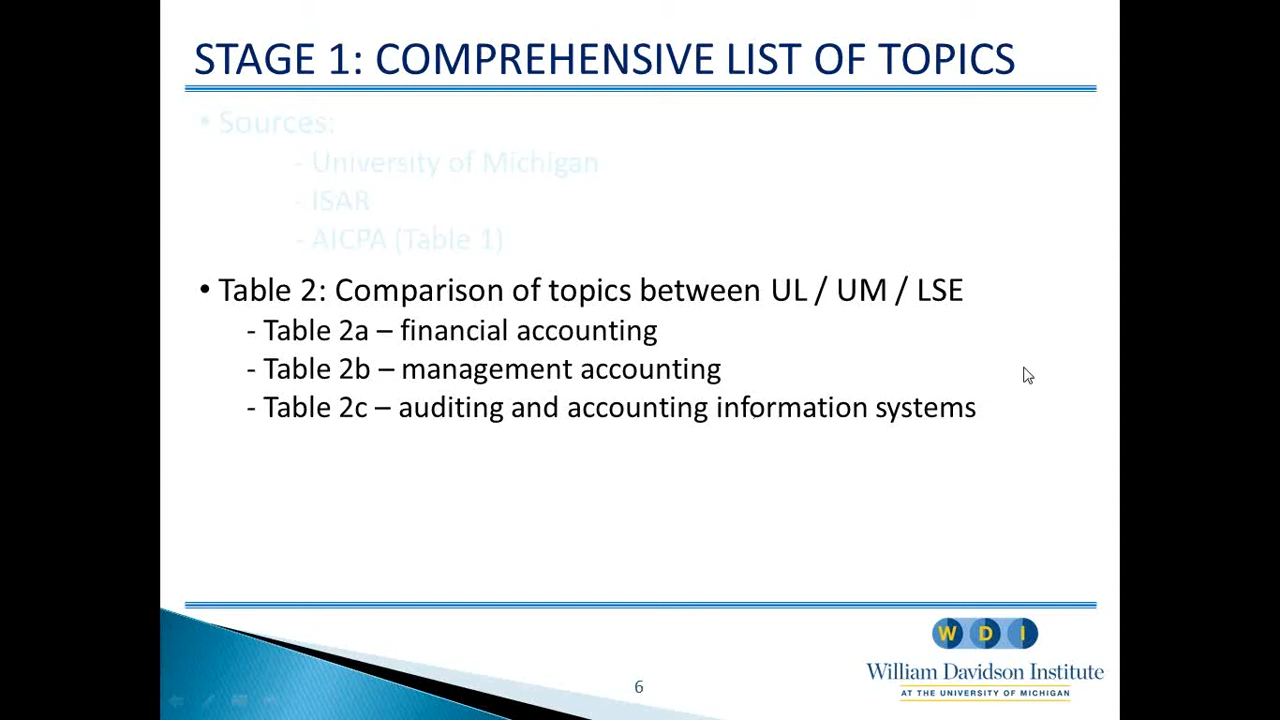 STAGE 1: COMPREHENSIVE LIST OF TOPICS
• Sources:
- University of Michigan
- ISAR
- AICPA (Table 1)
• Table 2: Comparison of topics between UL / UM / LSE
- Table 2a – financial accounting
- Table 2b – management accounting
- Table 2c – auditing and accounting information systems
W D I
William Davidson Institute
AT THE UNIVERSITY OF MICHIGAN
6